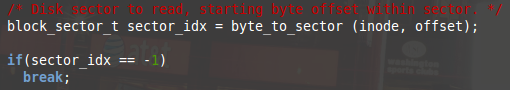 /* Disk sector to read, starting byte offset within sector. */
block_sector_t sector_idx = byte_to_sector (inode, offset);
if(sector_idx == -1)
break;